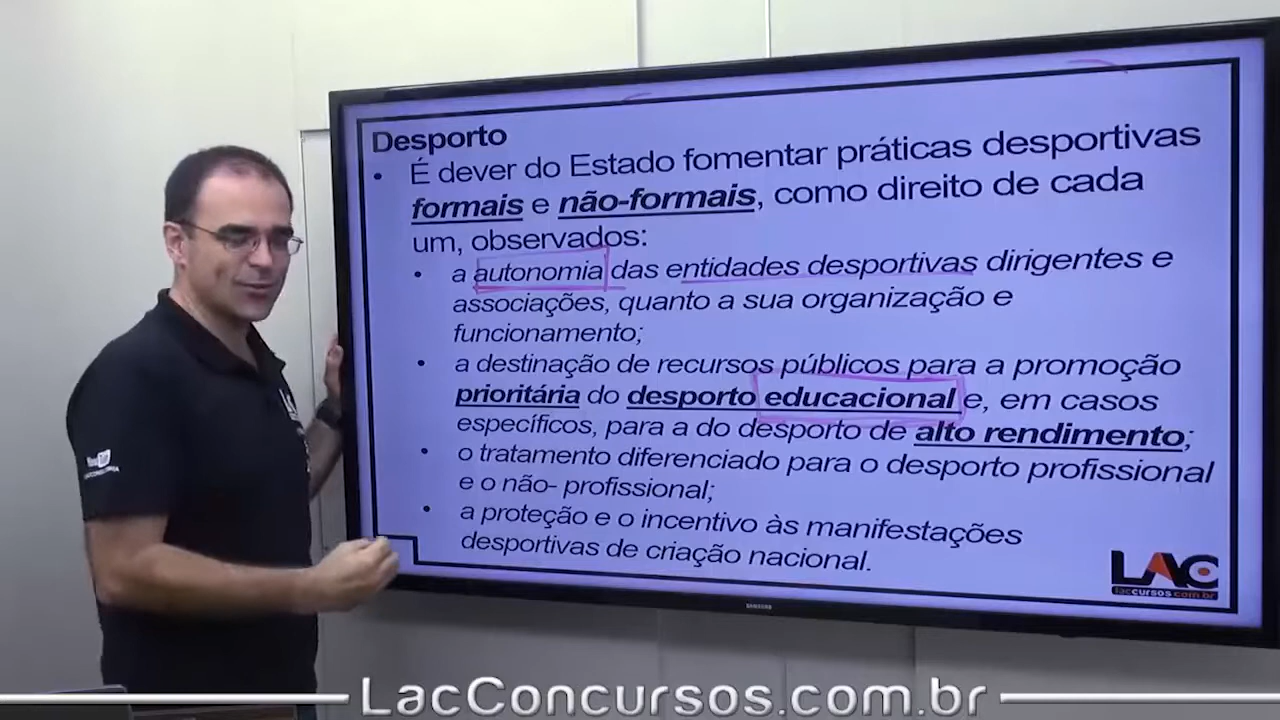 Desporto
• É dever do Estado fomentar práticas desportivas
formais e não-formais, como direito de cada
um, observados:
• a autonomia das entidades desportivas dirigentes e
associações, quanto a sua organização e
funcionamento;
• a destinação de recursos públicos para a promoção
prioritária do desporto educacional e, em casos
específicos, para a do desporto de alto rendimento;
• o tratamento diferenciado para o desporto profissional
e o não- profissional;
• a proteção e o incentivo às manifestações
desportivas de criação nacional.
LAC
laccursos.com.br
SAMSUNG
LacConcursos.com.br